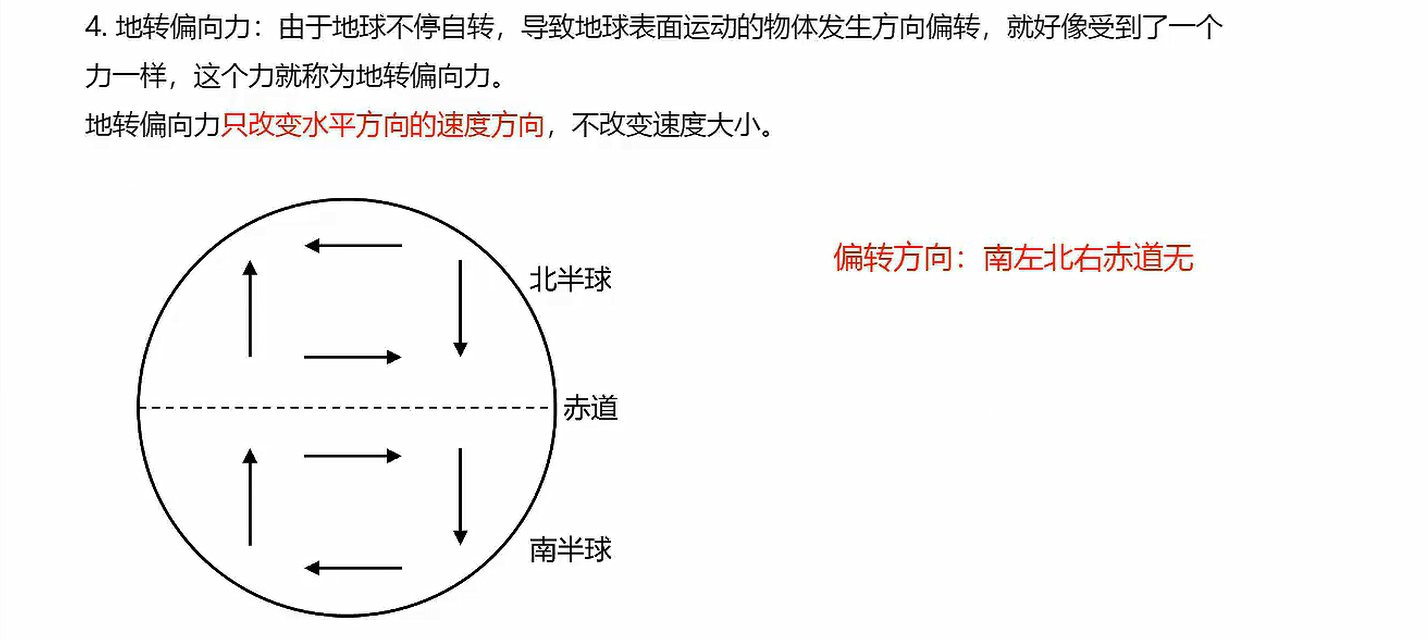 4. 地转偏向力：由于地球不停自转，导致地球表面运动的物体发生方向偏转，就好像受到了一个
力一样，这个力就称为地转偏向力。
地转偏向力只改变水平方向的速度方向，不改变速度大小。
偏转方向：南左北右赤道无
北半球
赤道
南半球